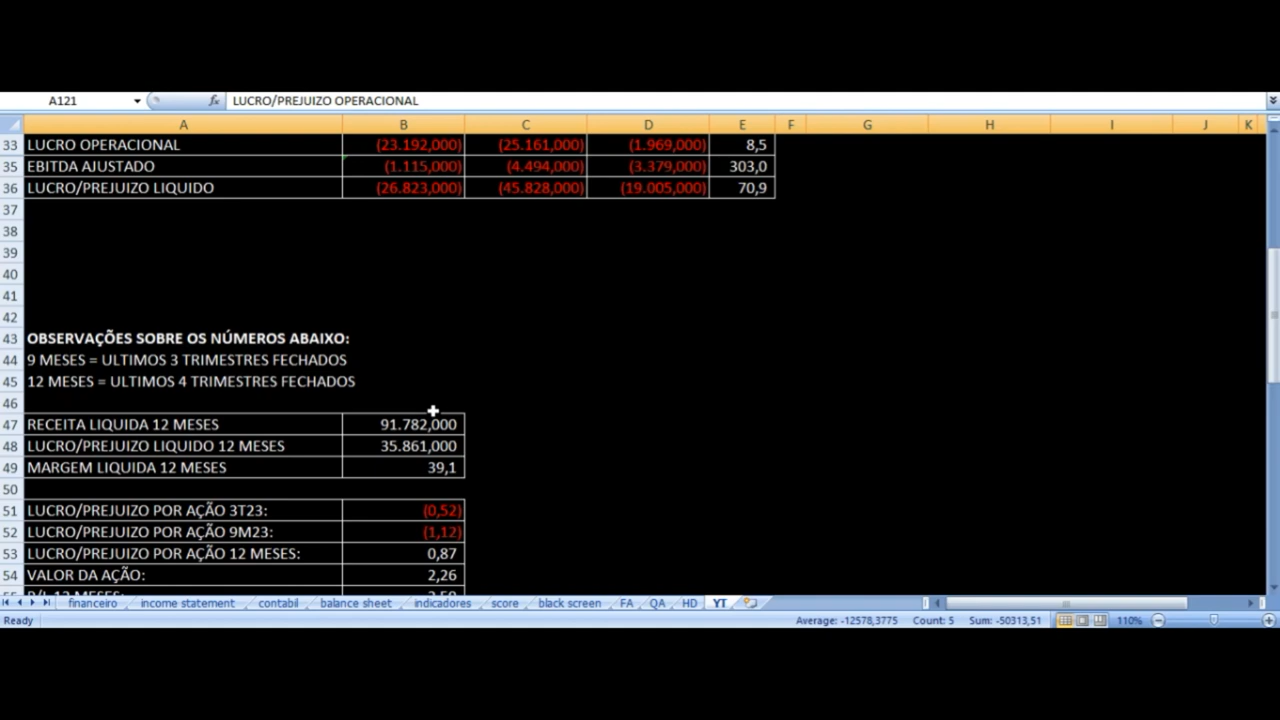 A121 fx LUCRO/PREJUIZO OPERACIONAL
A B C D E F G H I J K
33 LUCRO OPERACIONAL (23.192,000) (25.161,000) (1.969,000) 8,5
35 EBITDA AJUSTADO (1.115,000) (4.494,000) (3.379,000) 303,0
36 LUCRO/PREJUIZO LIQUIDO (26.823,000) (45.828,000) (19.005,000) 70,9
37
38
39
40
41
42
43 OBSERVAÇÕES SOBRE OS NÚMEROS ABAIXO:
44 9 MESES = ULTIMOS 3 TRIMESTRES FECHADOS
45 12 MESES = ULTIMOS 4 TRIMESTRES FECHADOS
46
47 RECEITA LIQUIDA 12 MESES 91.782,000
48 LUCRO/PREJUIZO LIQUIDO 12 MESES 35.861,000
49 MARGEM LIQUIDA 12 MESES 39,1
50
51 LUCRO/PREJUIZO POR AÇÃO 3T23: (0,52)
52 LUCRO/PREJUIZO POR AÇÃO 9M23: (1,12)
53 LUCRO/PREJUIZO POR AÇÃO 12 MESES: 0,87
54 VALOR DA AÇÃO: 2,26
financeiro income statement contabil balance sheet indicadores score black screen FA QA HD YT
Ready Average: -12578,3775 Count: 5 Sum: -50313,51 110%